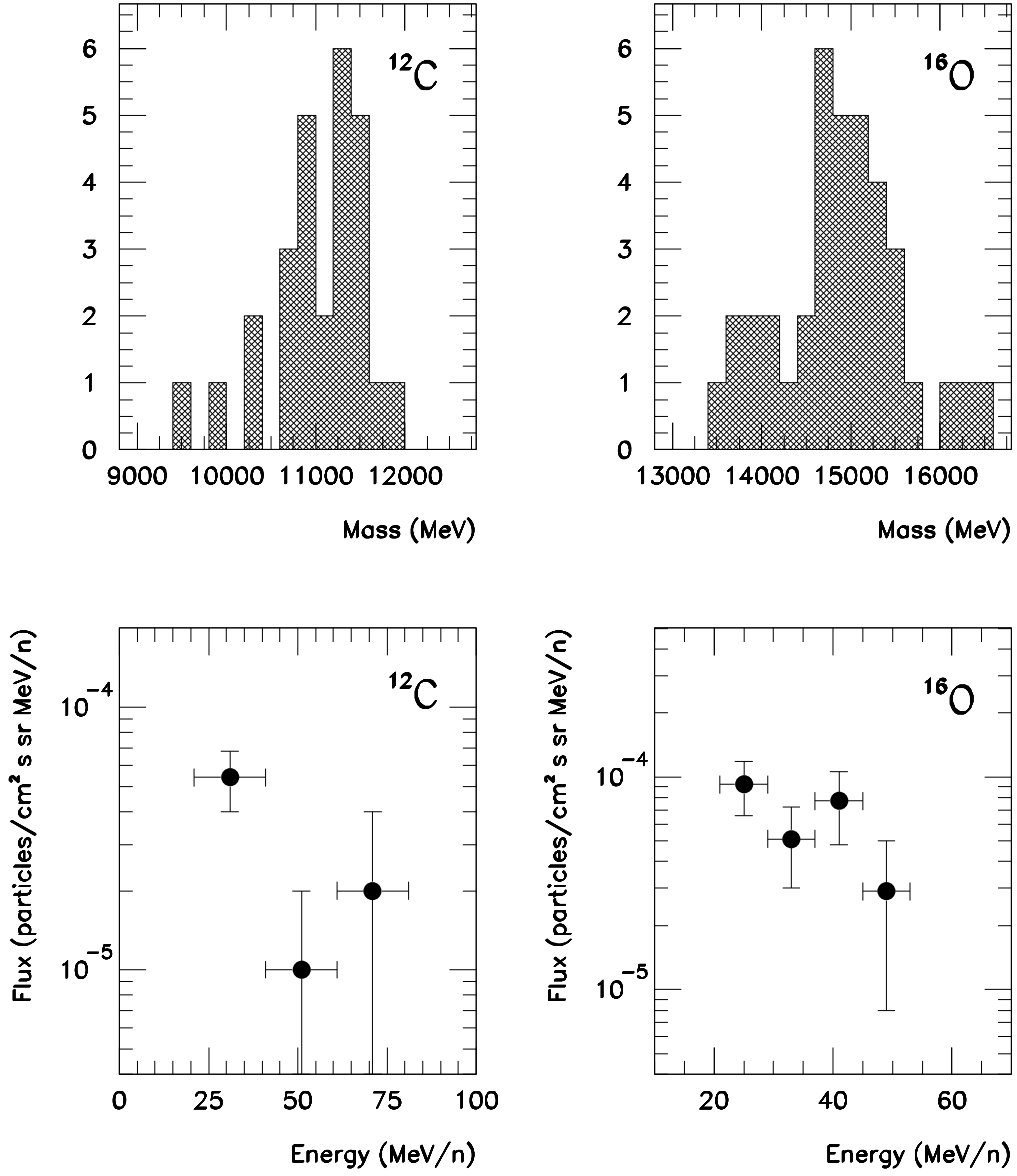 6
5
4
3
2
1
0
¹²C
9000 10000 11000 12000
Mass (MeV)
6
5
4
3
2
1
0
¹⁶O
13000 14000 15000 16000
Mass (MeV)
Flux (particles/cm² s sr MeV/n)
10⁻⁴
10⁻⁵
¹²C
0 25 50 75 100
Energy (MeV/n)
Flux (particles/cm² s sr MeV/n)
10⁻⁴
10⁻⁵
¹⁶O
20 40 60
Energy (MeV/n)